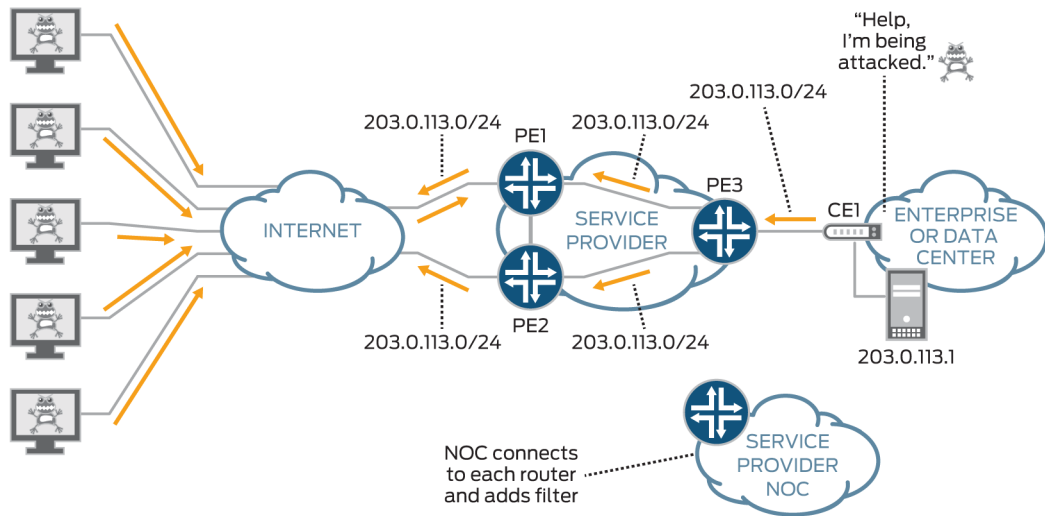 “Help,
I’m being
attacked.”
203.0.113.0/24
203.0.113.0/24
PE1
203.0.113.0/24
PE3
CE1
INTERNET
SERVICE
PROVIDER
ENTERPRISE
OR DATA
CENTER
PE2
203.0.113.0/24
203.0.113.0/24
203.0.113.1
NOC connects
to each router
and adds filter
SERVICE
PROVIDER
NOC